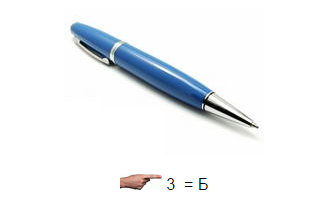 3 = Б